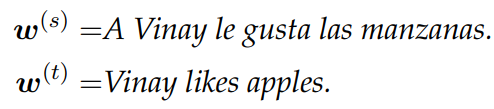 w^(s) =A Vinay le gusta las manzanas.
w^(t) =Vinay likes apples.